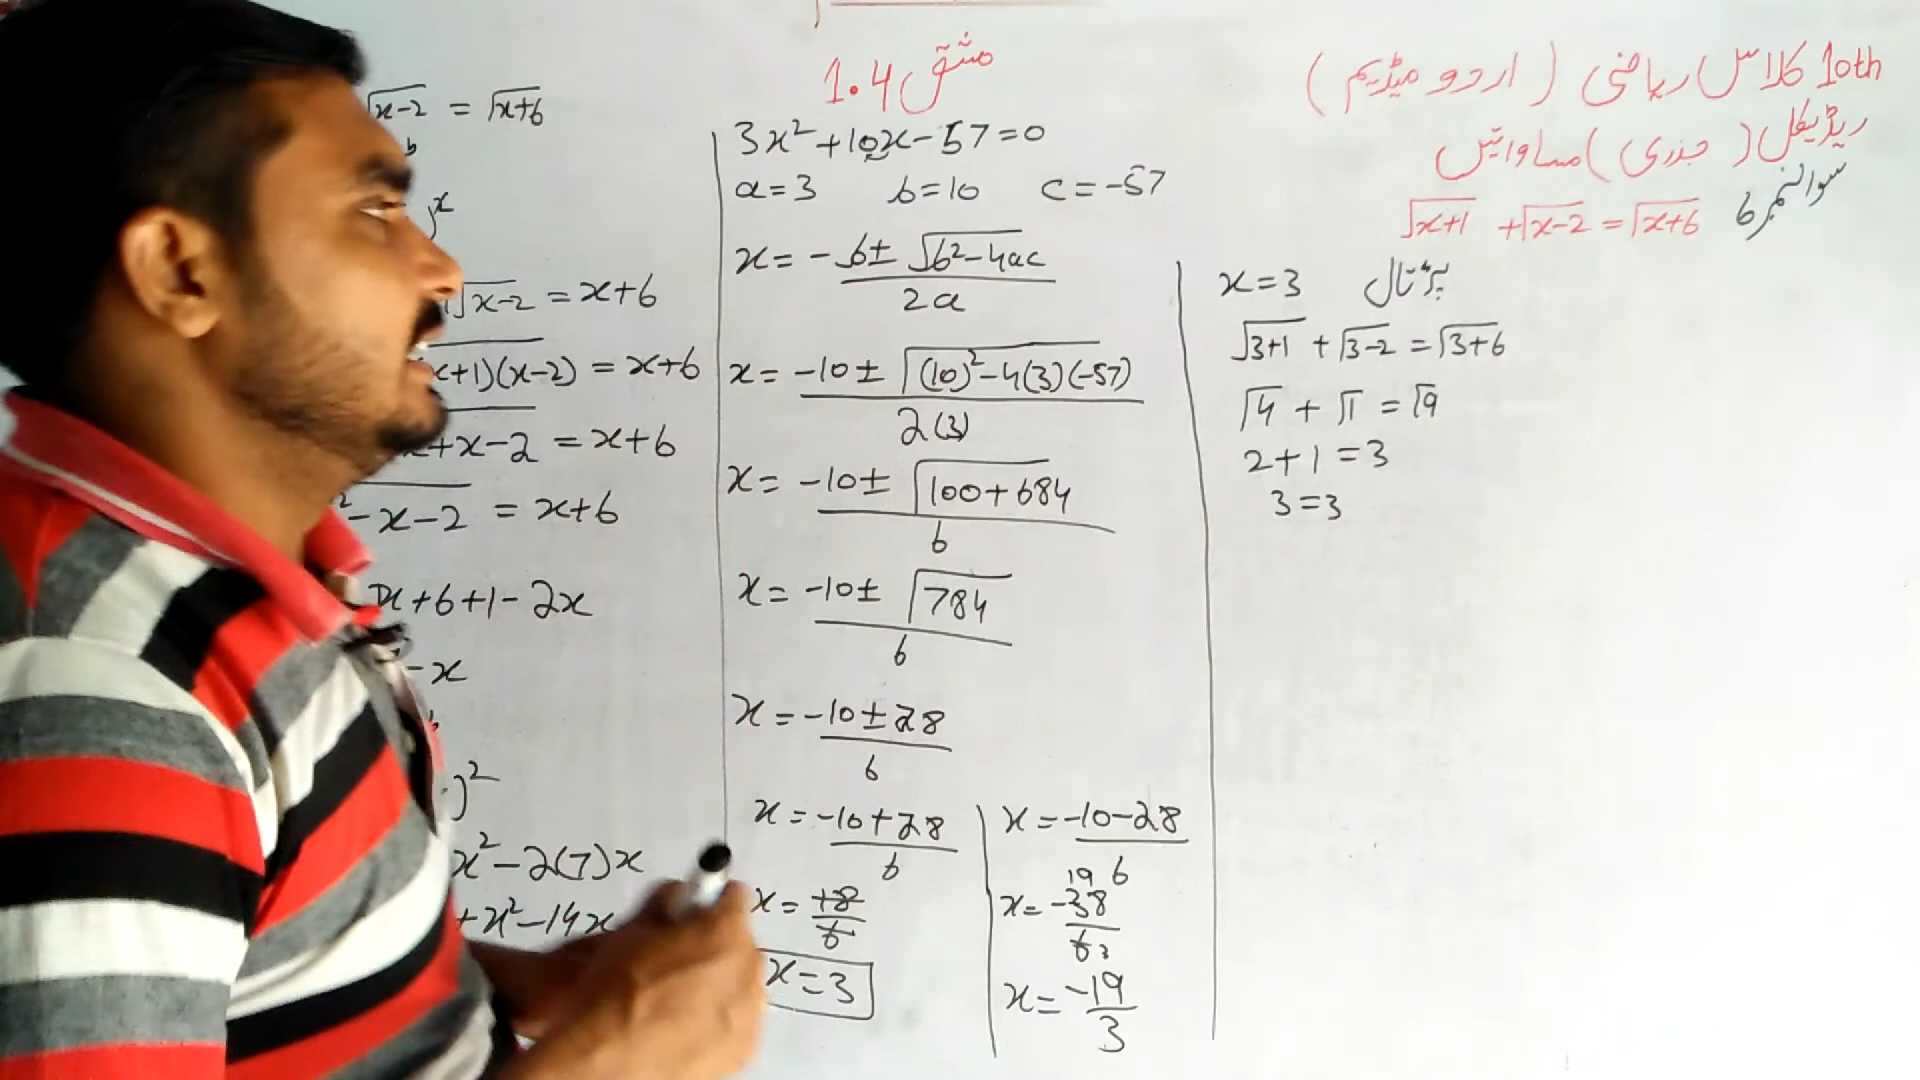 مشق 1.4
10th کلاس ریاضی ( اردو میڈیم )
ریڈیکل ( جذری ) مساواتیں
سوال نمبر 6 √x+1 + √x-2 = √x+6
√x-2 = √x+6
b
)x
√x-2 = x+6
x+1)(x-2) = x+6
+x-2 = x+6
2-x-2 = x+6
x+6+1-2x
-x
)²
x²-2(7)x
+x²-14x
3x²+10x-57=0
a=3 b=10 c=-57
x = -b ± √b²-4ac / 2a
x = -10 ± √(10)²-4(3)(-57) / 2(3)
x = -10 ± √100+684 / 6
x = -10 ± √784 / 6
x = -10 ± 28 / 6
x = -10+28 / 6
x = +8 / 6
x = 3
x = -10-28 / 6
19
x = -38 / 6 3
x = -19 / 3
x=3 پڑتال
√3+1 + √3-2 = √3+6
√4 + √1 = √9
2+1 = 3
3=3